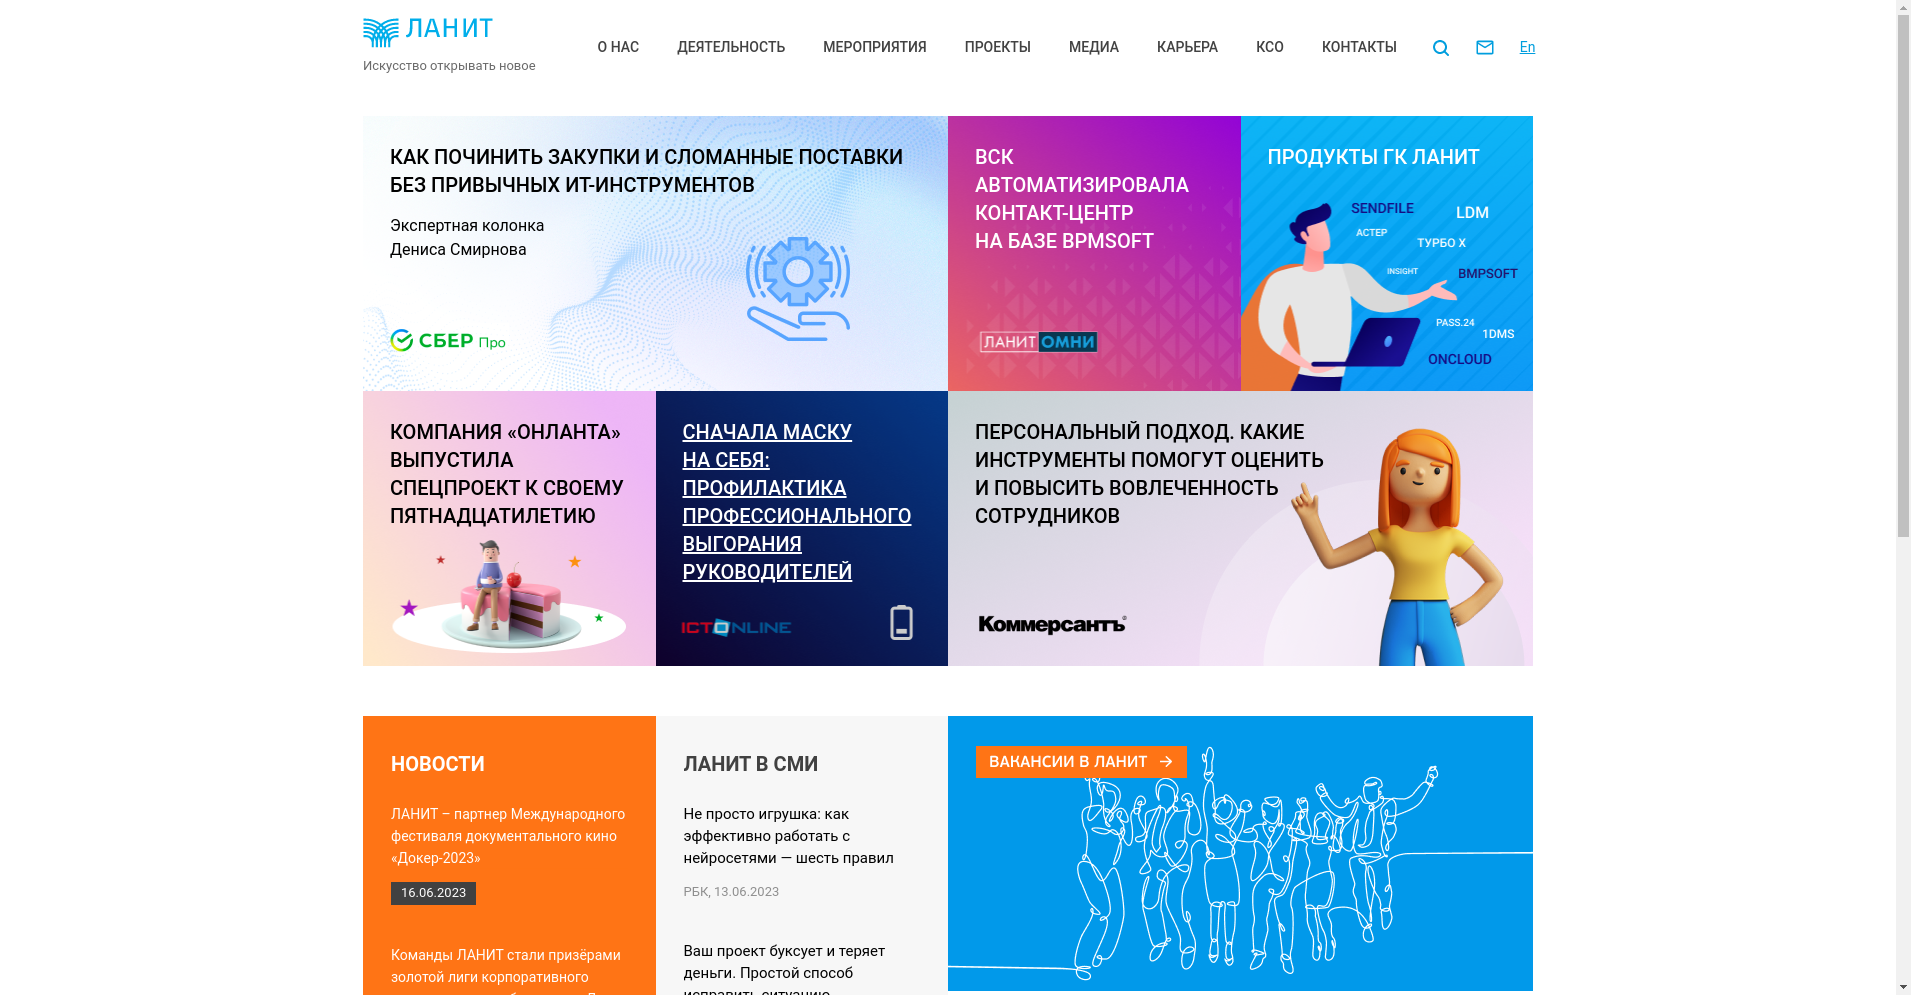 ЛАНИТ
Искусство открывать новое
О НАС
ДЕЯТЕЛЬНОСТЬ
МЕРОПРИЯТИЯ
ПРОЕКТЫ
МЕДИА
КАРЬЕРА
КСО
КОНТАКТЫ
En
КАК ПОЧИНИТЬ ЗАКУПКИ И СЛОМАННЫЕ ПОСТАВКИ
БЕЗ ПРИВЫЧНЫХ ИТ-ИНСТРУМЕНТОВ
Экспертная колонка
Дениса Смирнова
СБЕР Про
ВСК
АВТОМАТИЗИРОВАЛА
КОНТАКТ-ЦЕНТР
НА БАЗЕ BPMSOFT
ЛАНИТ ОМНИ
ПРОДУКТЫ ГК ЛАНИТ
SENDFILE
LDM
АСТЕР
ТУРБО X
INSIGHT
BMPSOFT
PASS.24
1DMS
ONCLOUD
КОМПАНИЯ «ОНЛАНТА»
ВЫПУСТИЛА
СПЕЦПРОЕКТ К СВОЕМУ
ПЯТНАДЦАТИЛЕТИЮ
СНАЧАЛА МАСКУ
НА СЕБЯ:
ПРОФИЛАКТИКА
ПРОФЕССИОНАЛЬНОГО
ВЫГОРАНИЯ
РУКОВОДИТЕЛЕЙ
ICTONLINE
ПЕРСОНАЛЬНЫЙ ПОДХОД. КАКИЕ
ИНСТРУМЕНТЫ ПОМОГУТ ОЦЕНИТЬ
И ПОВЫСИТЬ ВОВЛЕЧЕННОСТЬ
СОТРУДНИКОВ
Коммерсантъ®
НОВОСТИ
ЛАНИТ – партнер Международного
фестиваля документального кино
«Докер-2023»
16.06.2023
Команды ЛАНИТ стали призёрами
золотой лиги корпоративного
ЛАНИТ В СМИ
Не просто игрушка: как
эффективно работать с
нейросетями — шесть правил
РБК, 13.06.2023
Ваш проект буксует и теряет
деньги. Простой способ
исправить ситуацию
ВАКАНСИИ В ЛАНИТ →